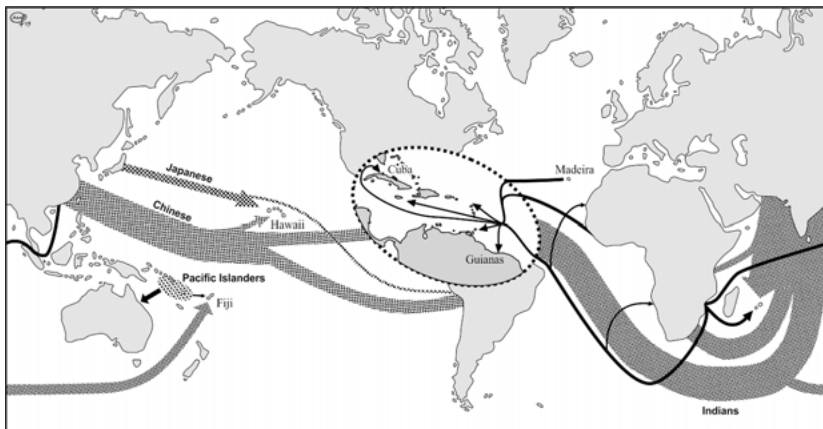 Japanese
Chinese
Hawaii
Pacific Islanders
Fiji
Cuba
Madeira
Guianas
Indians